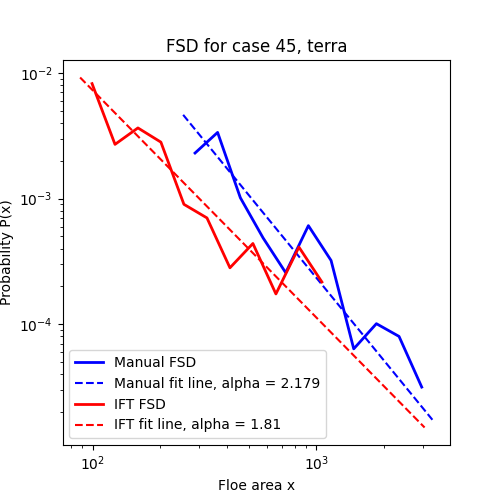 FSD for case 45, terra
Probability P(x)
10⁻²
10⁻³
10⁻⁴
Manual FSD
Manual fit line, alpha = 2.179
IFT FSD
IFT fit line, alpha = 1.81
10²
10³
Floe area x